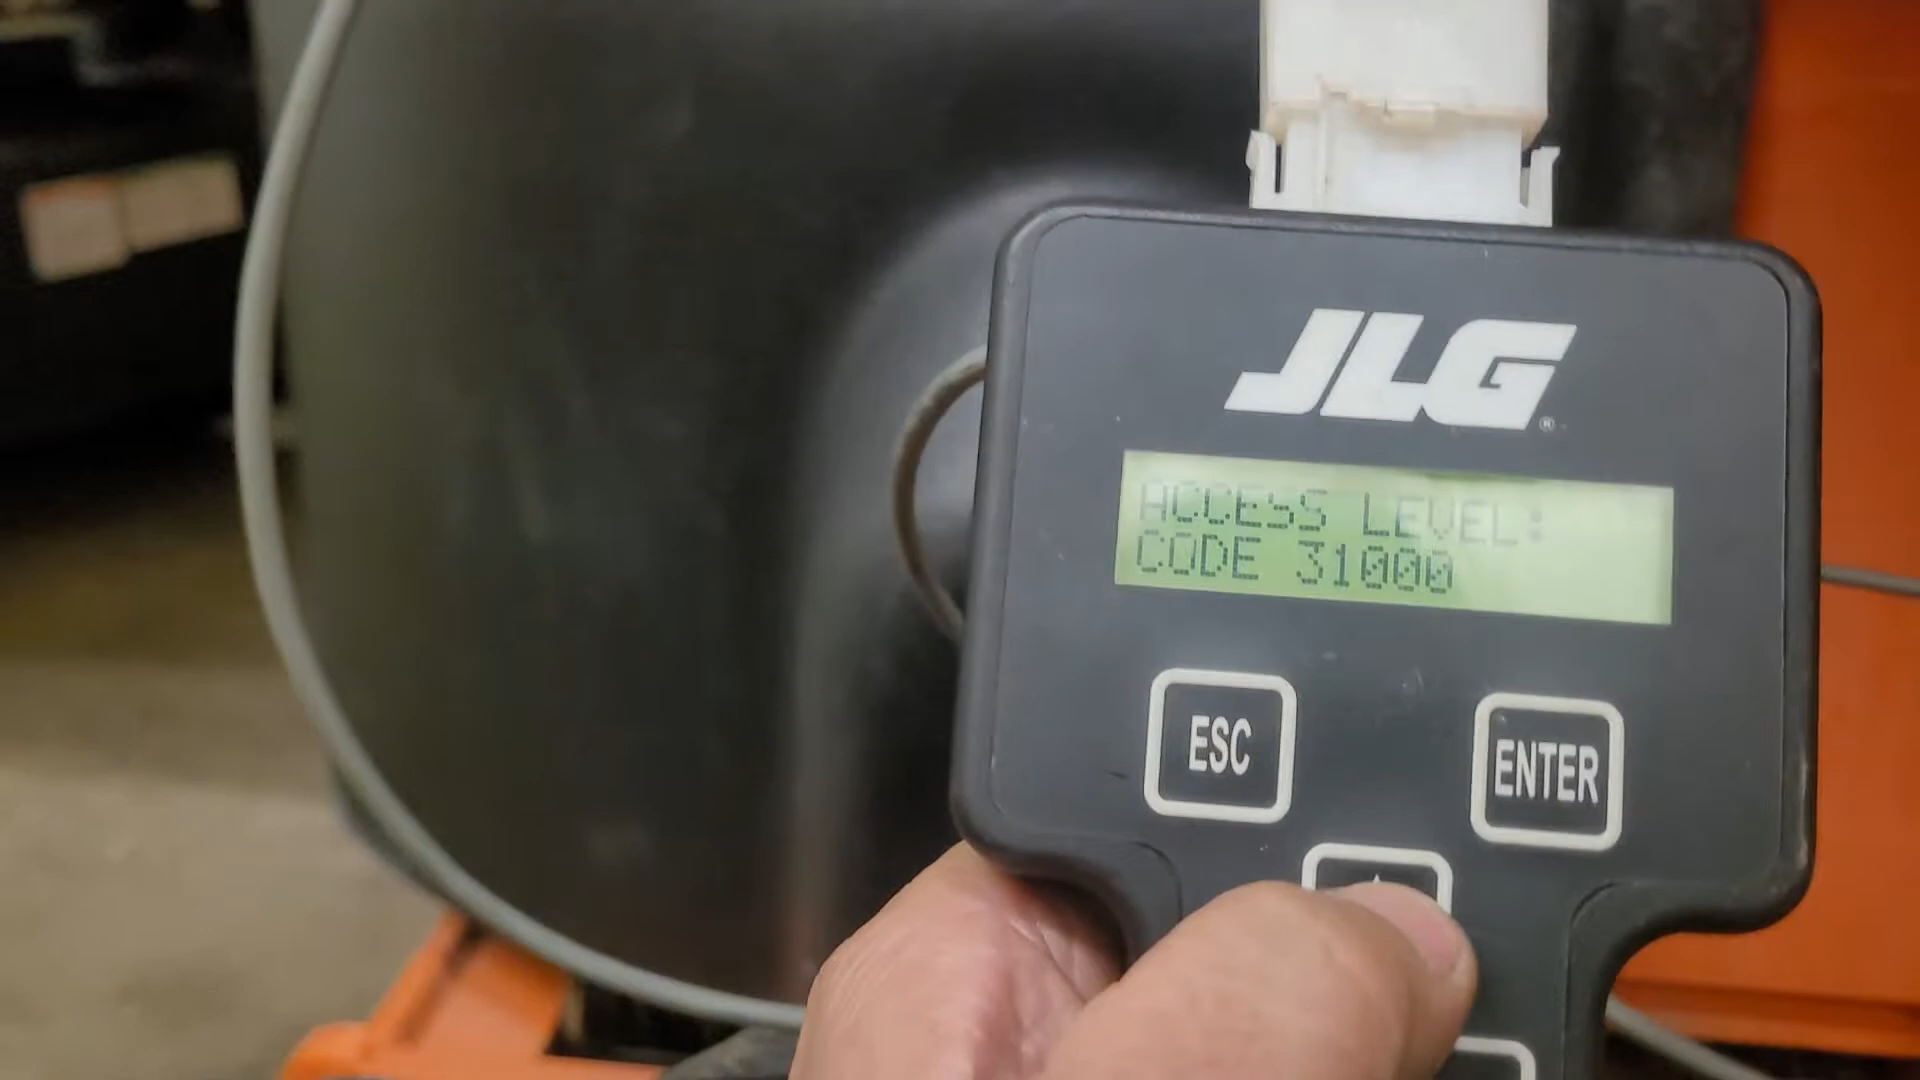 JLG®
ACCESS LEVEL:
CODE 31000
ESC
ENTER